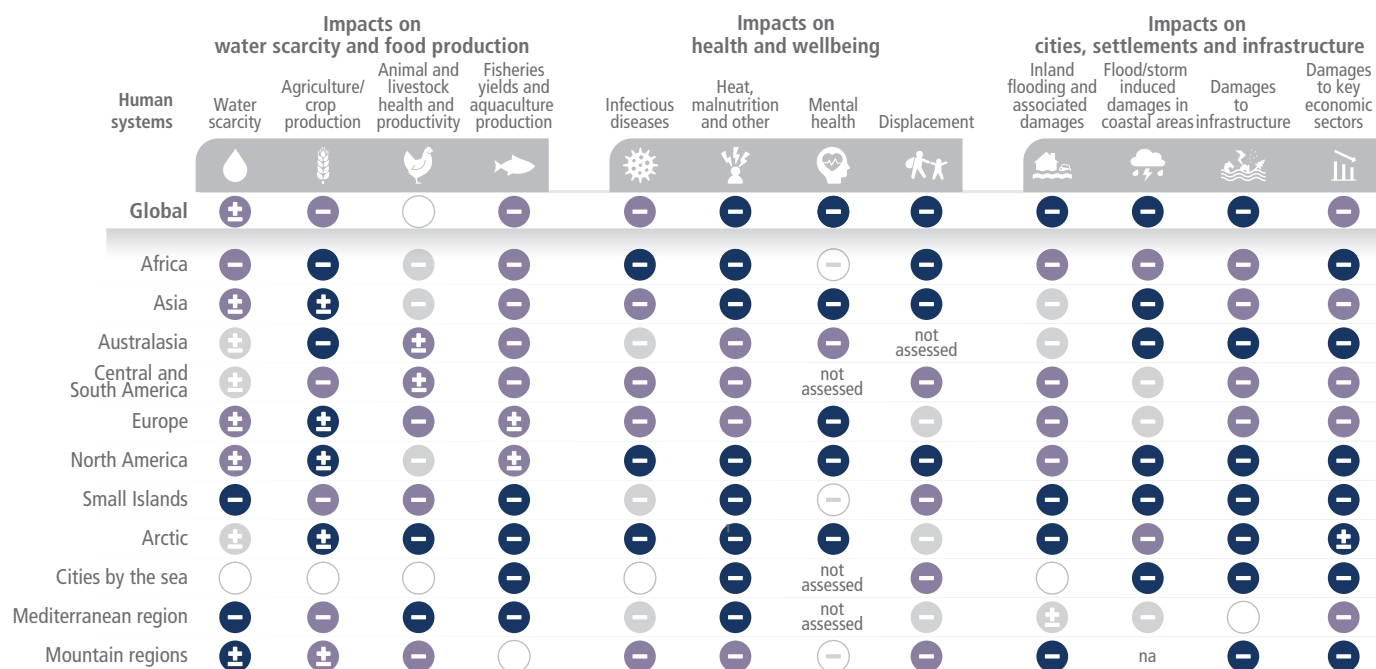 Impacts on
water scarcity and food production
Impacts on
health and wellbeing
Impacts on
cities, settlements and infrastructure
Human
systems
Water
scarcity
Agriculture/
crop
production
Animal and
livestock
health and
productivity
Fisheries
yields and
aquaculture
production
Infectious
diseases
Heat,
malnutrition
and other
Mental
health
Displacement
Inland
flooding and
associated
damages
Flood/storm
induced
damages in
coastal areas
Damages
to
infrastructure
Damages
to key
economic
sectors
Global
Africa
Asia
Australasia
not
assessed
Central and
South America
not
assessed
Europe
North America
Small Islands
Arctic
Cities by the sea
not
assessed
Mediterranean region
not
assessed
Mountain regions
na